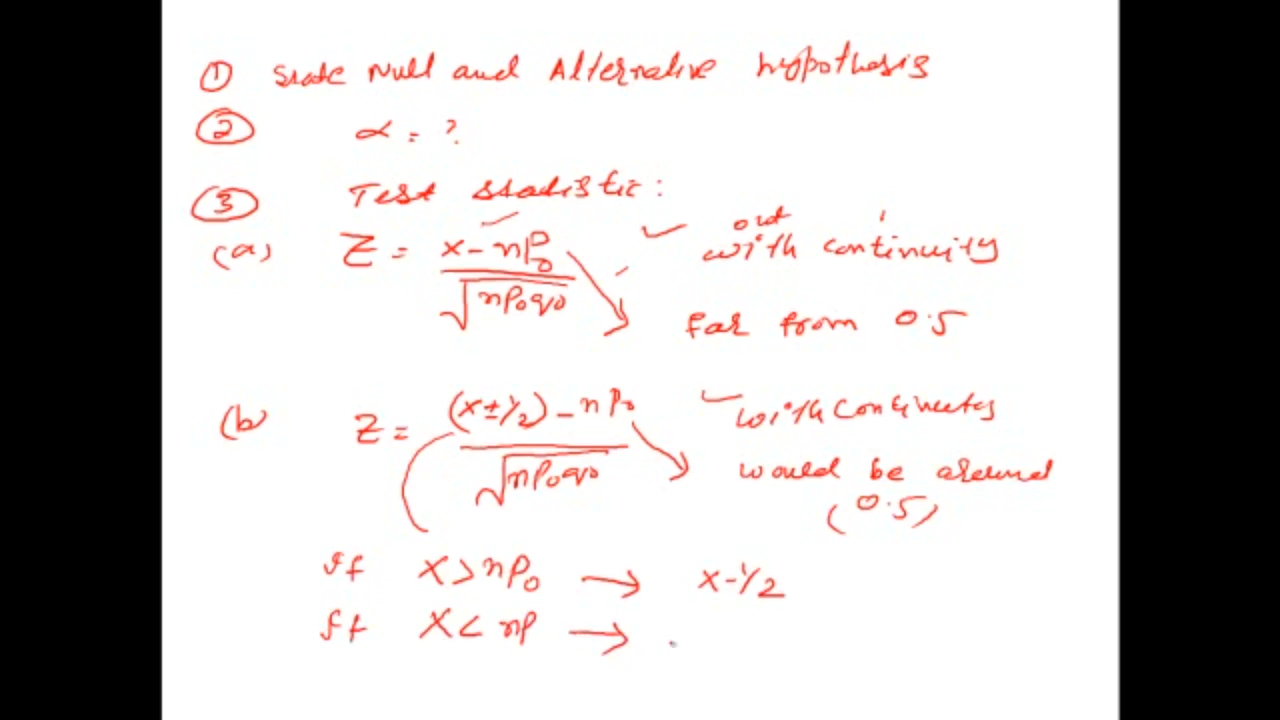 ① State Null and Alternative hypothesis
② α = ?
③ Test statistic:
(a) Z = x - np₀ / √np₀q₀ without continuity
far from 0.5
(b) Z = (x ± ½) - np₀ / √np₀q₀ with continuity
would be around
(0.5)
If X > np₀ → x - 1/2
If X < np →